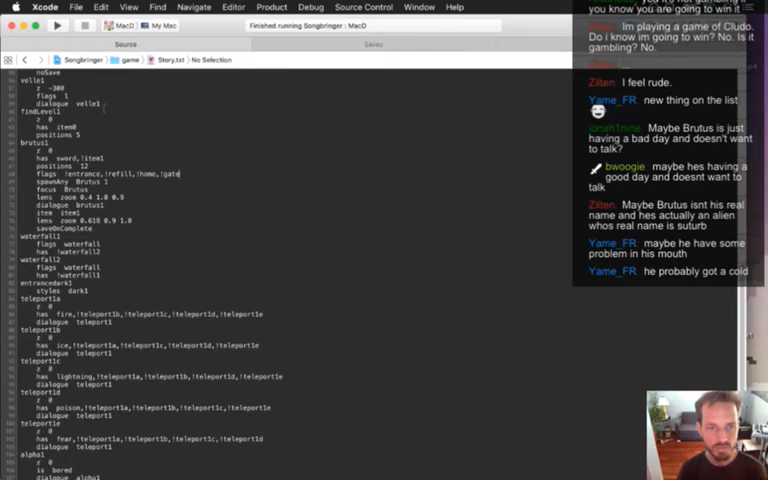 Xcode File Edit View Find Navigate Editor Product Debug Source Control Window Help
MacD My Mac
Finished running Songbringer : MacD
Source
Saves
Songbringer game Story.txt No Selection
noSave
velle1
z -300
flags 1
dialogue velle1
findLevel1
z 0
has item0
positions 5
brutus1
z 0
has sword,!item1
positions 12
flags !entrance,!refill,!home,!gate
spawnAny Brutus 1
focus Brutus
lens zoom 0.4 1.0 0.9
dialogue brutus1
item item1
lens zoom 0.618 0.9 1.0
saveOnComplete
waterfall1
flags waterfall
has !waterfall2
waterfall2
flags waterfall
has !waterfall1
entrancedark1
styles dark1
teleport1a
z 0
has fire,!teleport1b,!teleport1c,!teleport1d,!teleport1e
dialogue teleport1
teleport1b
z 0
has ice,!teleport1a,!teleport1c,!teleport1d,!teleport1e
dialogue teleport1
teleport1c
z 0
has lightning,!teleport1a,!teleport1b,!teleport1d,!teleport1e
dialogue teleport1
teleport1d
z 0
has poison,!teleport1a,!teleport1b,!teleport1c,!teleport1e
dialogue teleport1
teleport1e
z 0
has fear,!teleport1a,!teleport1b,!teleport1c,!teleport1d
dialogue teleport1
alpha1
z 0
is bored
dialogue alpha1
you know you are going to win it
Zilten: Im playing a game of Cludo.
Do i know im going to win? No. Is it
gambling? No.
Zilten: I feel rude.
Yame_FR: new thing on the list
jonah1nine: Maybe Brutus is just
having a bad day and doesn't want
to talk?
bwoogie: maybe hes having a
good day and doesnt want to
talk
Zilten: Maybe Brutus isnt his real
name and hes actually an alien
whos real name is suturb
Yame_FR: maybe he have some
problem in his mouth
Yame_FR: he probably got a cold